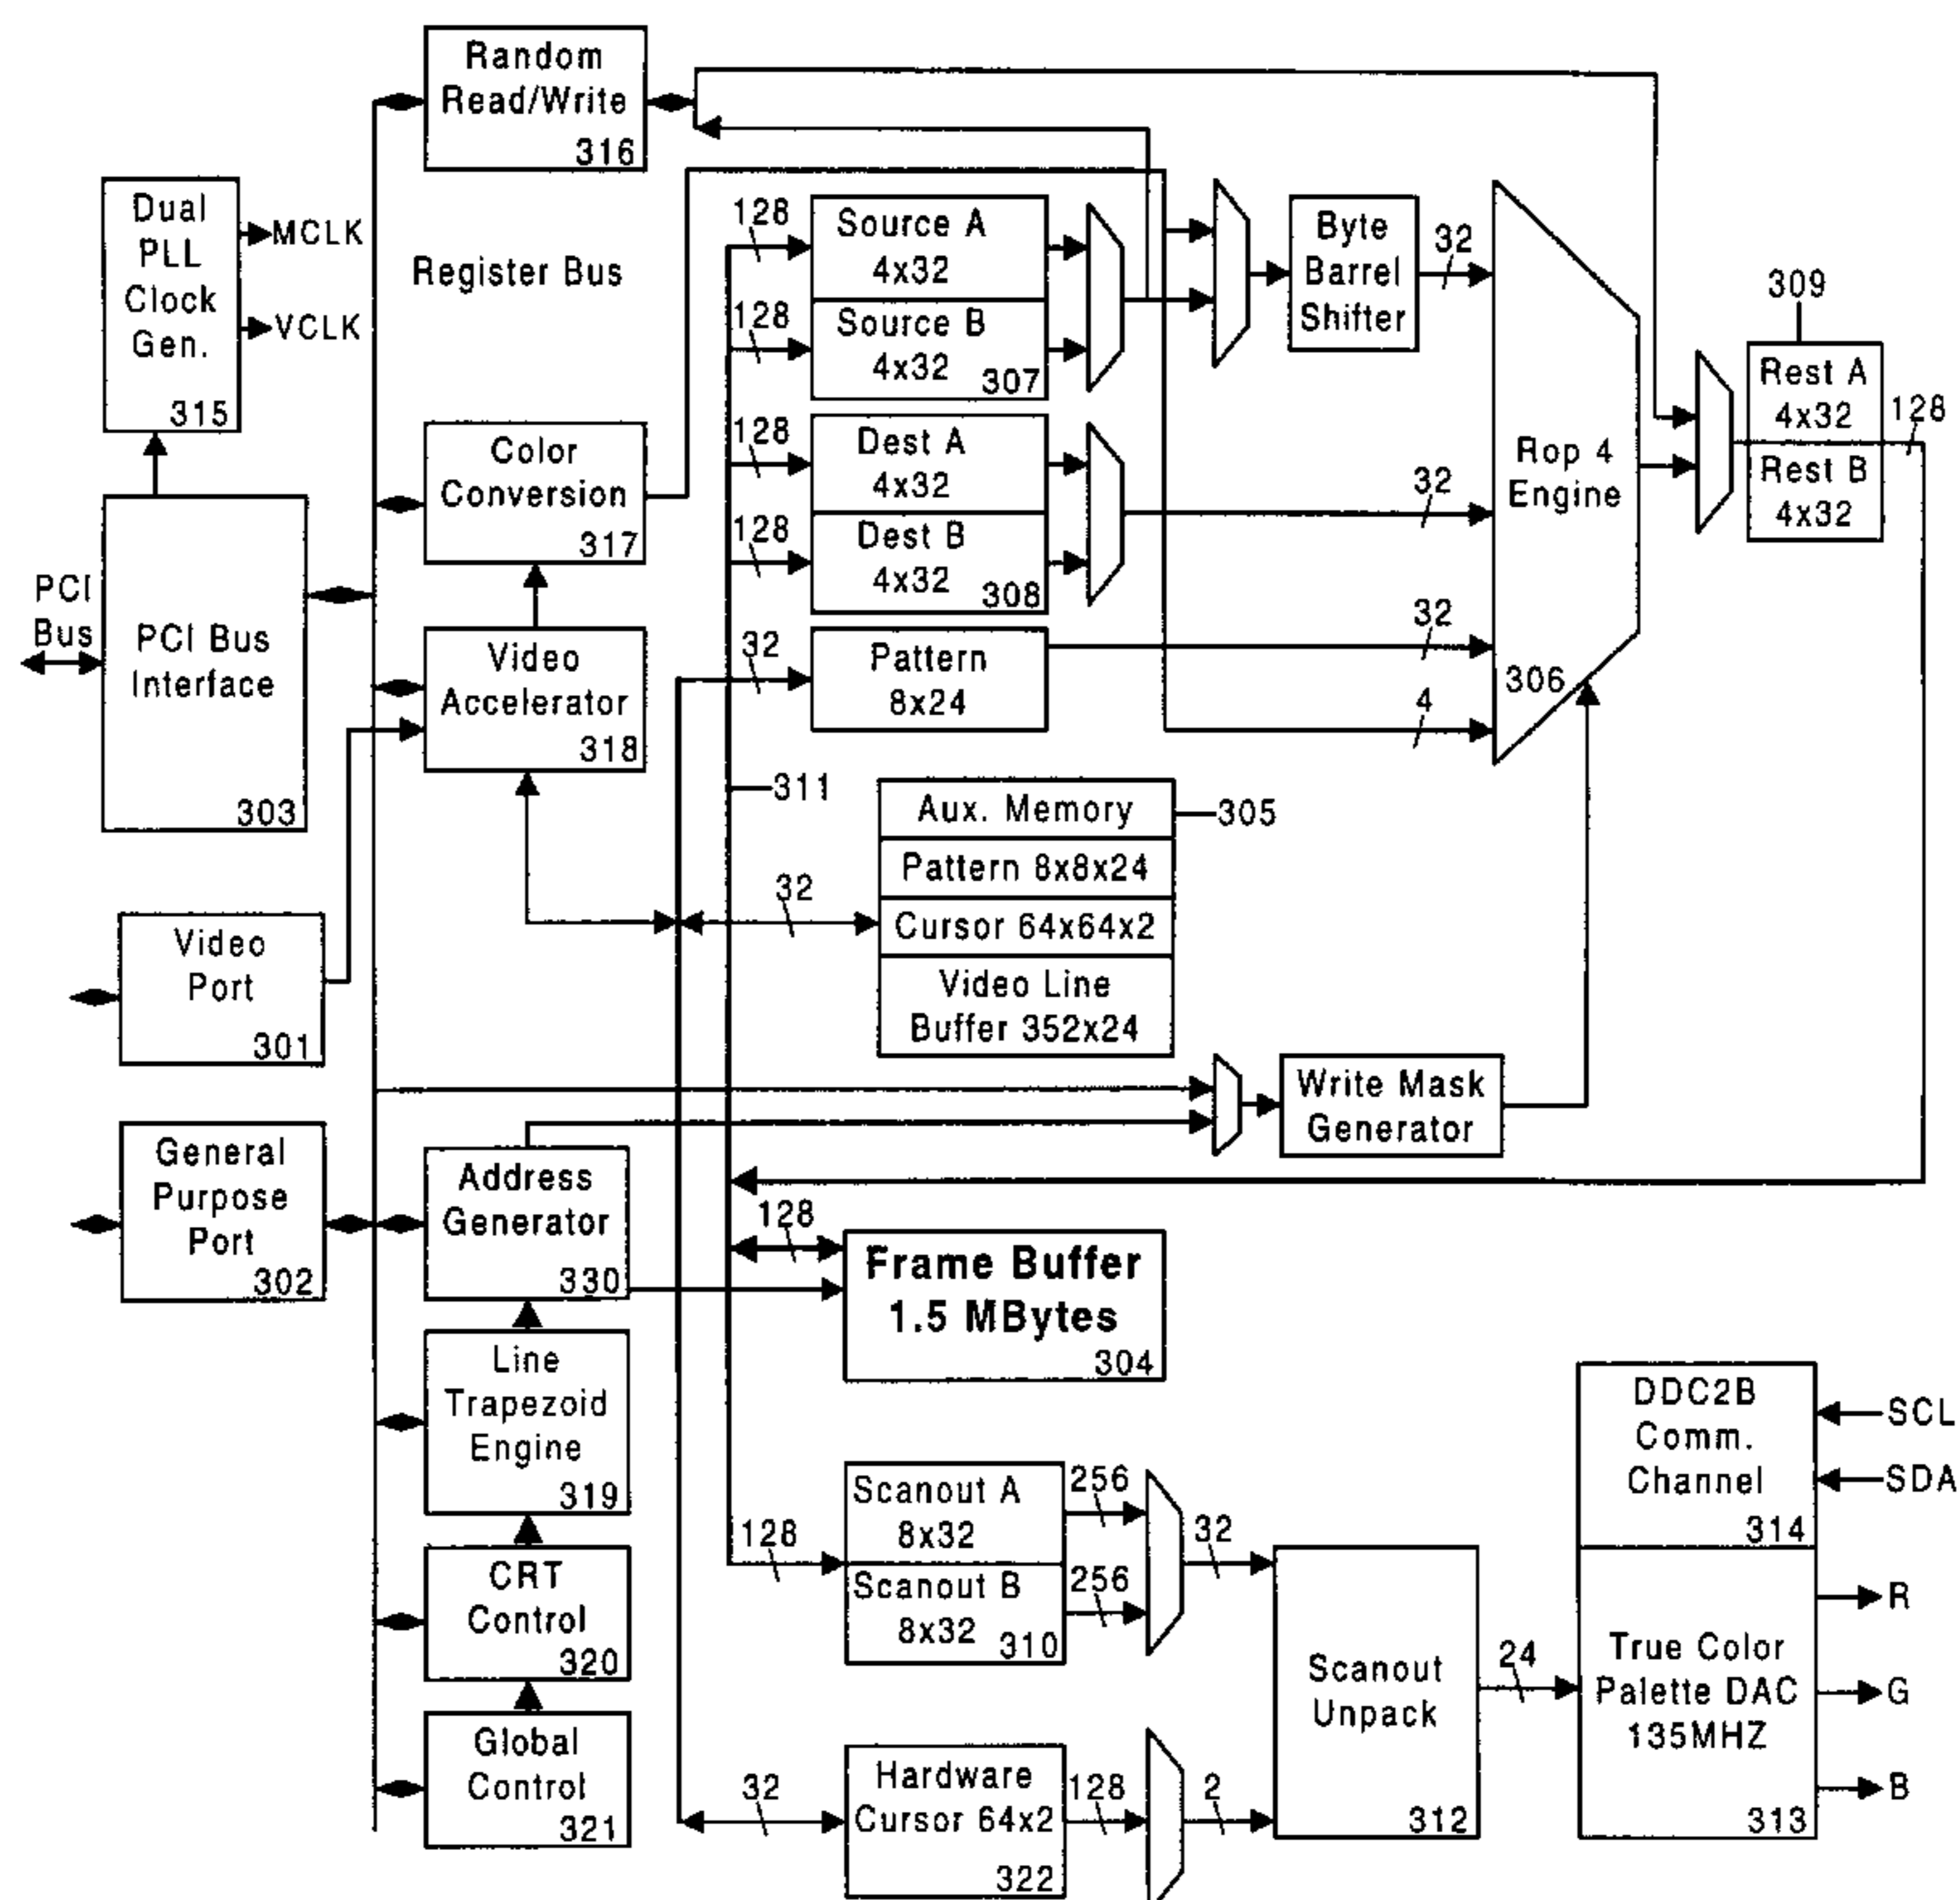 Random
Read/Write
316
Dual
PLL
Clock
Gen.
315
MCLK
VCLK
Register Bus
128
Source A
4x32
128
Source B
4x32
307
Byte
Barrel
Shifter
32
309
Rest A
4x32
128
Rest B
4x32
Color
Conversion
317
128
Dest A
4x32
128
Dest B
4x32
308
32
Rop 4
Engine
306
PCI
Bus
PCI Bus
Interface
303
Video
Accelerator
318
32
Pattern
8x24
32
4
311
Aux. Memory
305
Pattern 8x8x24
Cursor 64x64x2
Video Line
Buffer 352x24
32
Video
Port
301
Write Mask
Generator
General
Purpose
Port
302
Address
Generator
330
128
Frame Buffer
1.5 MBytes
304
Line
Trapezoid
Engine
319
DDC2B
Comm.
Channel
314
SCL
SDA
128
Scanout A
8x32
256
Scanout B
8x32
310
256
32
CRT
Control
320
Scanout
Unpack
312
24
True Color
Palette DAC
135MHZ
313
R
G
B
Global
Control
321
32
Hardware
Cursor 64x2
322
128
2